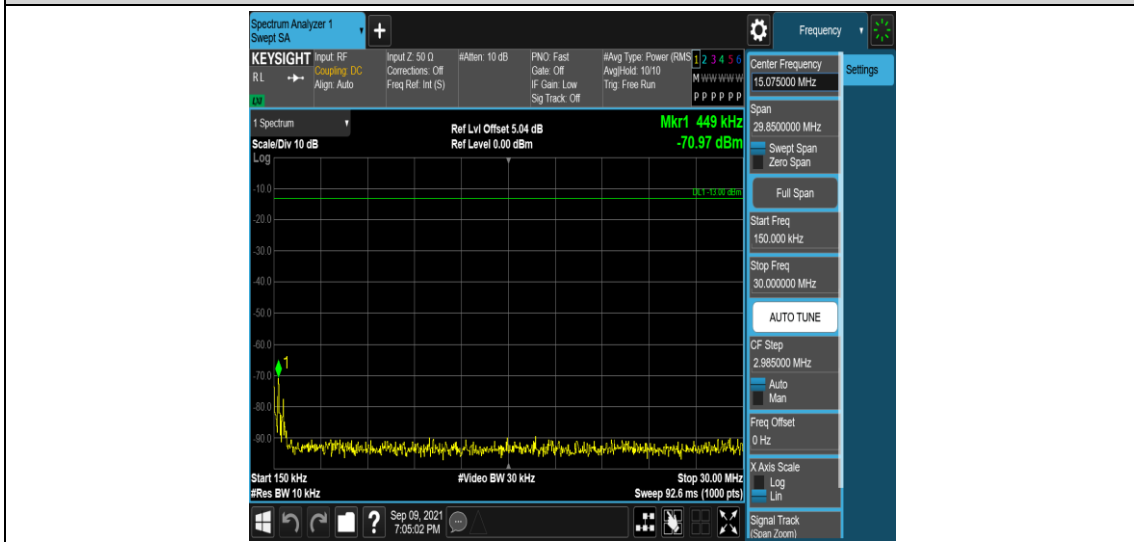 Spectrum Analyzer 1
Swept SA
+
Frequency
KEYSIGHT
RL
Input: RF
Coupling: DC
Align: Auto
Input Z: 50 Ω
Corrections: Off
Freq Ref: Int (S)
#Atten: 10 dB
PNO: Fast
Gate: Off
IF Gain: Low
Sig Track: Off
#Avg Type: Power (RMS
Avg|Hold: 10/10
Trig: Free Run
1 2 3 4 5 6
M W W W W W
P P P P P P
Center Frequency
15.075000 MHz
Settings
1 Spectrum
Scale/Div 10 dB
Log
Ref Lvl Offset 5.04 dB
Ref Level 0.00 dBm
Mkr1 449 kHz
-70.97 dBm
DL1 -13.00 dBm
-10.0
-20.0
-30.0
-40.0
-50.0
-60.0
1
-70.0
-80.0
-90.0
Start 150 kHz
#Res BW 10 kHz
#Video BW 30 kHz
Stop 30.00 MHz
Sweep 92.6 ms (1000 pts)
Span
29.8500000 MHz
Swept Span
Zero Span
Full Span
Start Freq
150.000 kHz
Stop Freq
30.000000 MHz
AUTO TUNE
CF Step
2.985000 MHz
Auto
Man
Freq Offset
0 Hz
X Axis Scale
Log
Lin
Signal Track
(Span Zoom)
?
Sep 09, 2021
7:05:02 PM